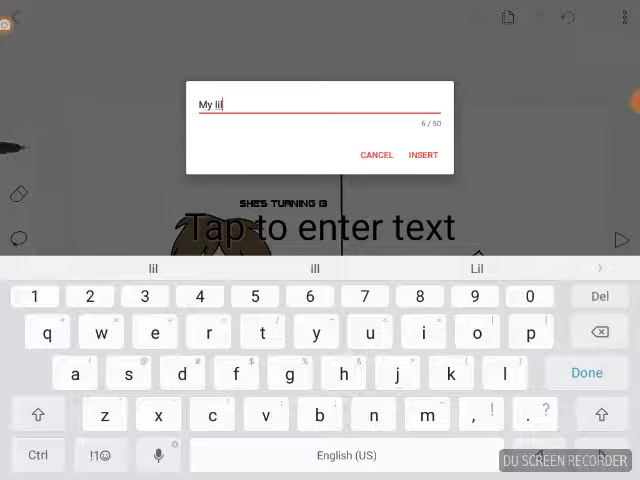 My lil
6 / 50
CANCEL INSERT
SHE'S TURNING 13
Tap to enter text
lil ill Lil
1 2 3 4 5 6 7 8 9 0 Del
q w e r t y u i o p
a s d f g h j k l Done
z x c v b n m , ! . ?
Ctrl !1☺ English (US)
DU SCREEN RECORDER